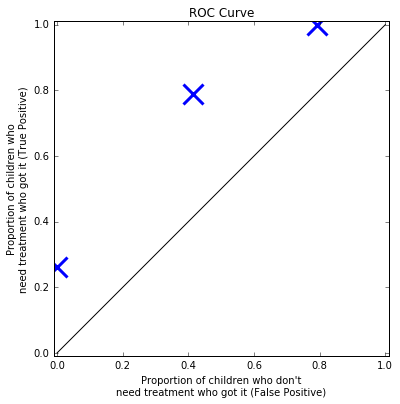 ROC Curve
Proportion of children who
need treatment who got it (True Positive)
1.0
0.8
0.6
0.4
0.2
0.0
0.0 0.2 0.4 0.6 0.8 1.0
Proportion of children who don't
need treatment who got it (False Positive)